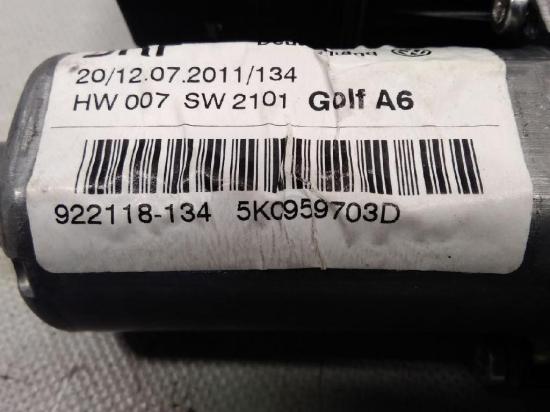 20/12.07.2011/134
HW 007 SW 2101 Golf A6
922118-134 5K0959703D